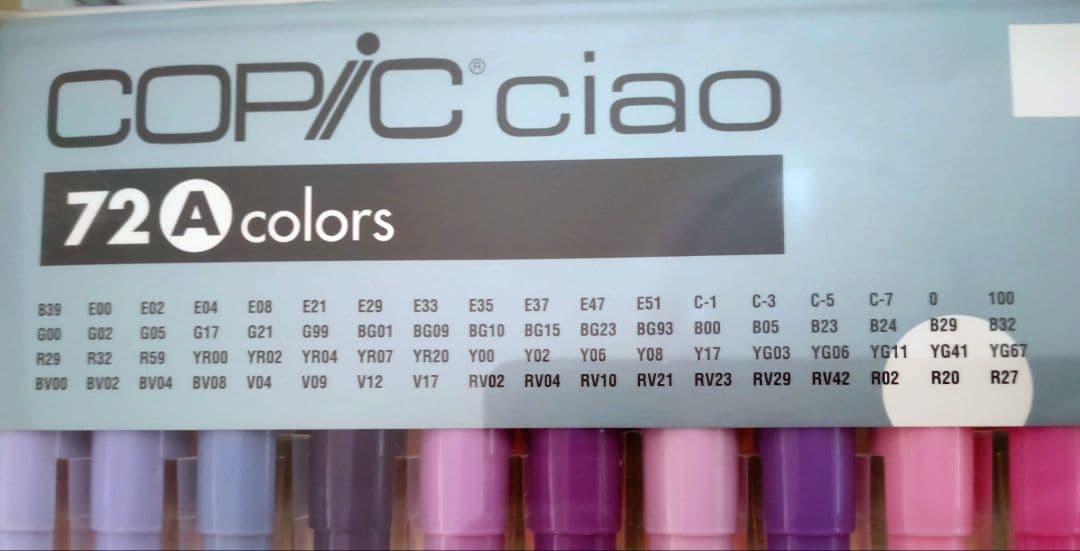 COPiC® ciao
72 A colors
B39 E00 E02 E04 E08 E21 E29 E33 E35 E37 E47 E51 C-1 C-3 C-5 C-7 0 100
G00 G02 G05 G17 G21 G99 BG01 BG09 BG10 BG15 BG23 BG93 B00 B05 B23 B24 B29 B32
R29 R32 R59 YR00 YR02 YR04 YR07 YR20 Y00 Y02 Y06 Y08 Y17 YG03 YG06 YG11 YG41 YG67
BV00 BV02 BV04 BV08 V04 V09 V12 V17 RV02 RV04 RV10 RV21 RV23 RV29 RV42 R02 R20 R27